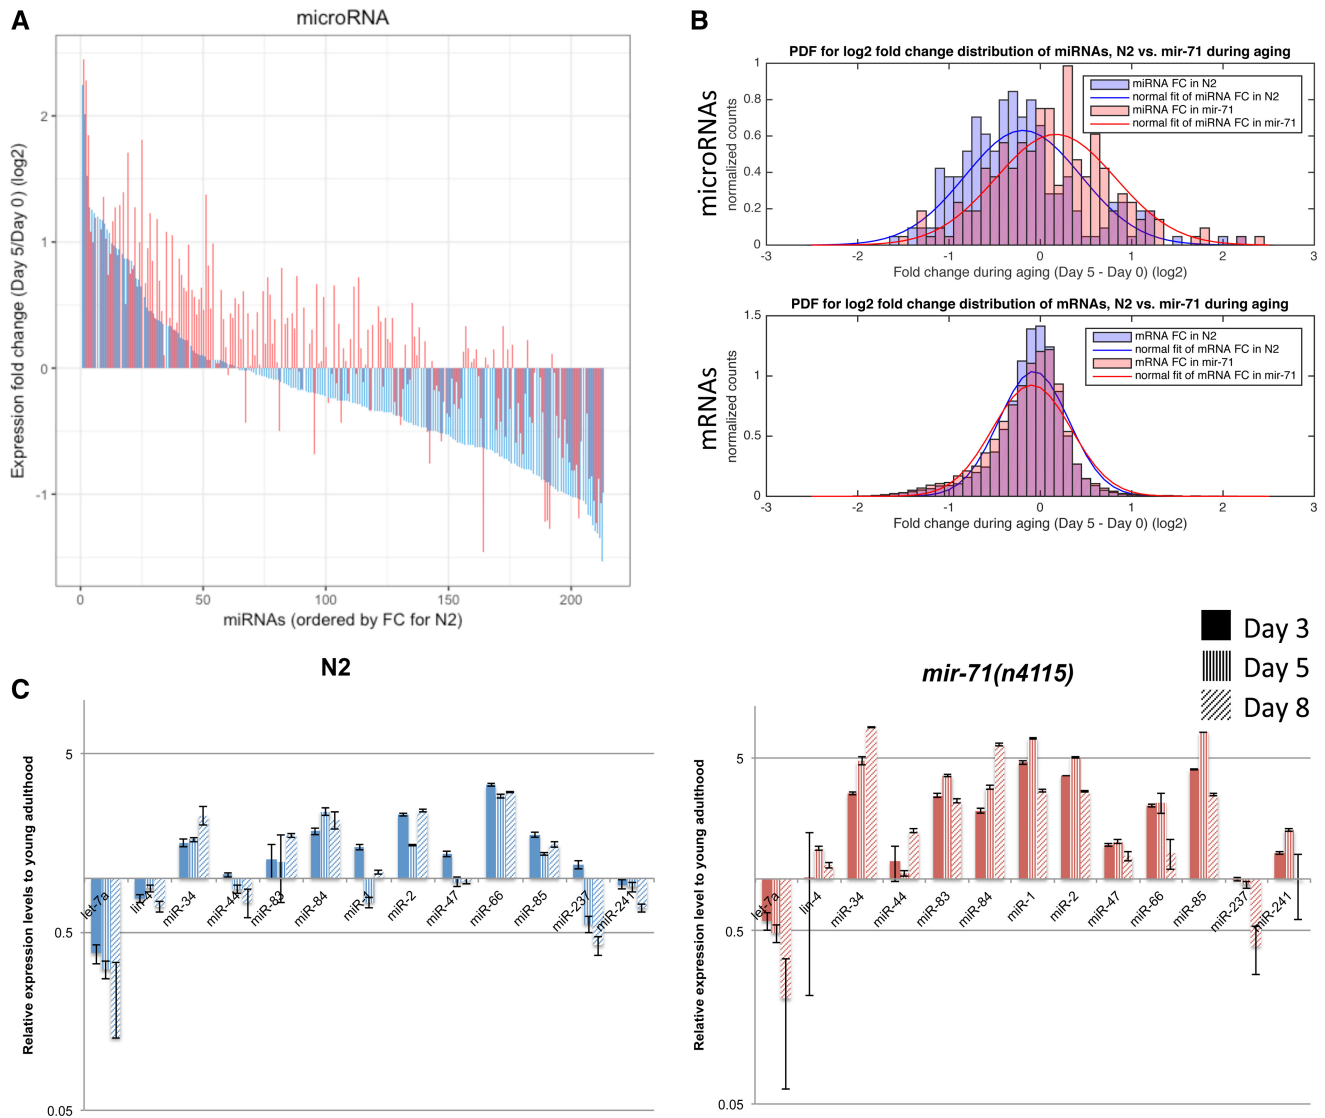 A
microRNA
Expression fold change (Day 5/Day 0) (log2)
2
1
0
-1
0
50
100
150
200
miRNAs (ordered by FC for N2)
B
PDF for log2 fold change distribution of miRNAs, N2 vs. mir-71 during aging
microRNAs
normalized counts
1
0.8
0.6
0.4
0.2
0
miRNA FC in N2
normal fit of miRNA FC in N2
miRNA FC in mir-71
normal fit of miRNA FC in mir-71
-3
-2
-1
0
1
2
3
Fold change during aging (Day 5 - Day 0) (log2)
PDF for log2 fold change distribution of mRNAs, N2 vs. mir-71 during aging
mRNAs
normalized counts
1.5
1
0.5
0
mRNA FC in N2
normal fit of mRNA FC in N2
mRNA FC in mir-71
normal fit of mRNA FC in mir-71
-3
-2
-1
0
1
2
3
Fold change during aging (Day 5 - Day 0) (log2)
C
N2
Relative expression levels to young adulthood
5
0.5
0.05
let-7a
lin-4
miR-34
miR-44
miR-83
miR-84
miR-1
miR-2
miR-47
miR-66
miR-85
miR-237
miR-241
mir-71(n4115)
Day 3
Day 5
Day 8
Relative expression levels to young adulthood
5
0.5
0.05
let-7a
lin-4
miR-34
miR-44
miR-83
miR-84
miR-1
miR-2
miR-47
miR-66
miR-85
miR-237
miR-241